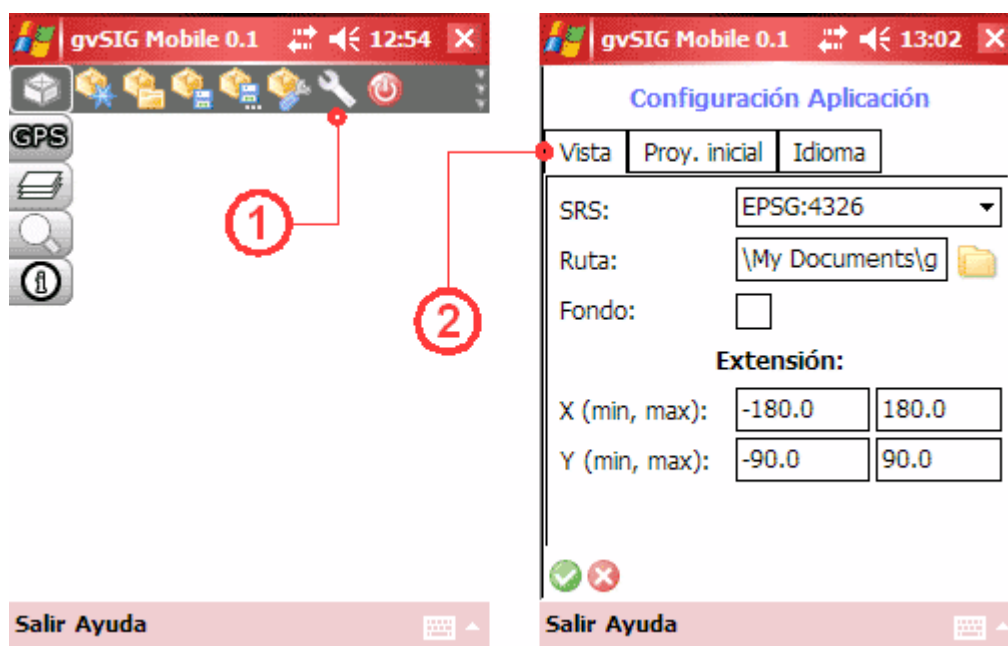 gvSIG Mobile 0.1 12:54
GPS
1
Salir Ayuda
gvSIG Mobile 0.1 13:02
Configuración Aplicación
Vista Proy. inicial Idioma
SRS: EPSG:4326
Ruta: \My Documents\g
Fondo:
Extensión:
X (min, max): -180.0 180.0
Y (min, max): -90.0 90.0
2
Salir Ayuda